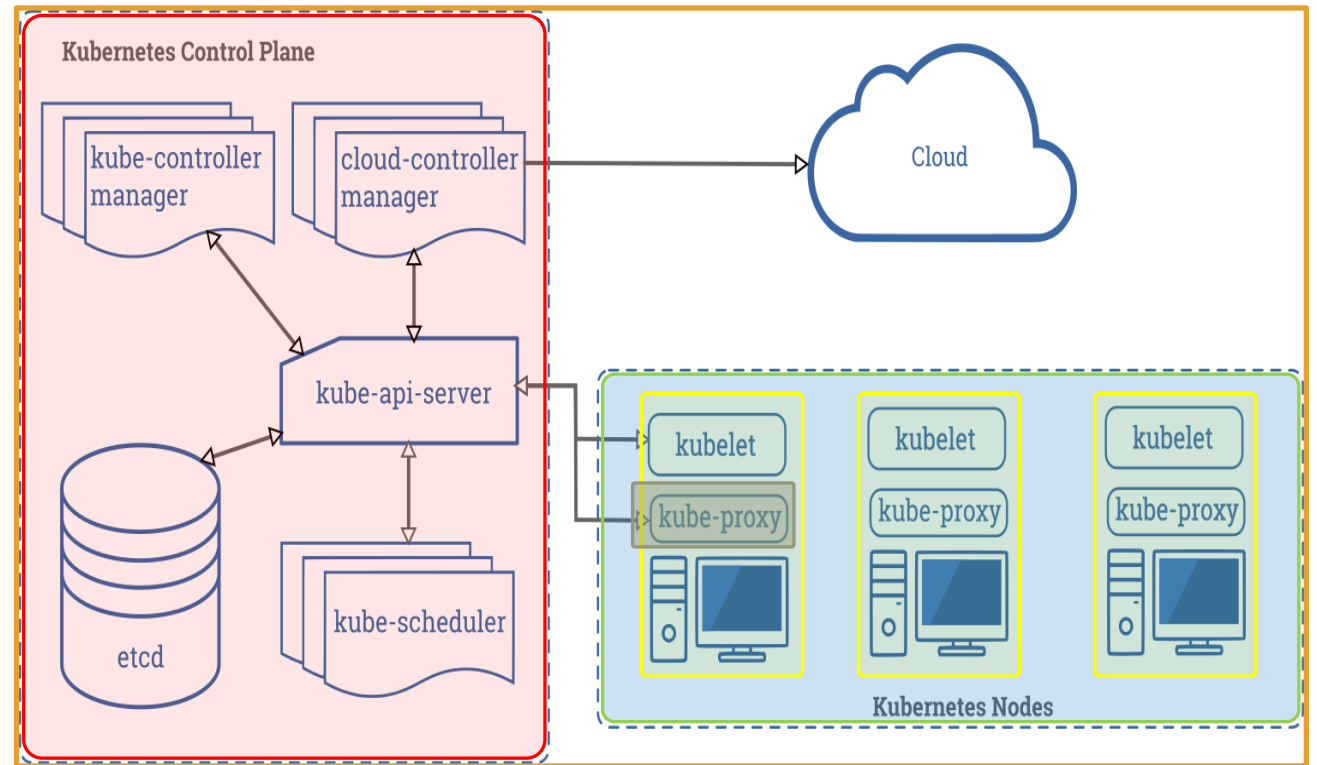 Kubernetes Control Plane
kube-controller
manager
cloud-controller
manager
Cloud
kube-api-server
etcd
kube-scheduler
kubelet
kube-proxy
kubelet
kube-proxy
kubelet
kube-proxy
Kubernetes Nodes